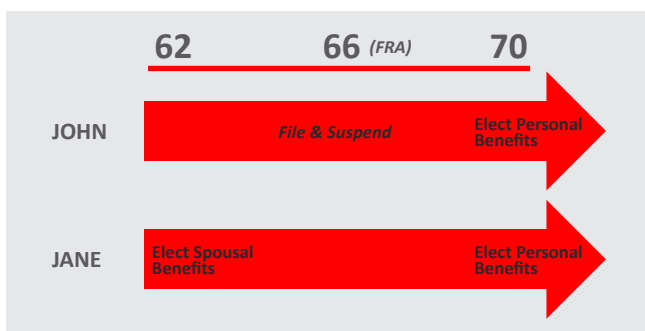 62 66 (FRA) 70
JOHN
File & Suspend
Elect Personal
Benefits
JANE
Elect Spousal
Benefits
Elect Personal
Benefits